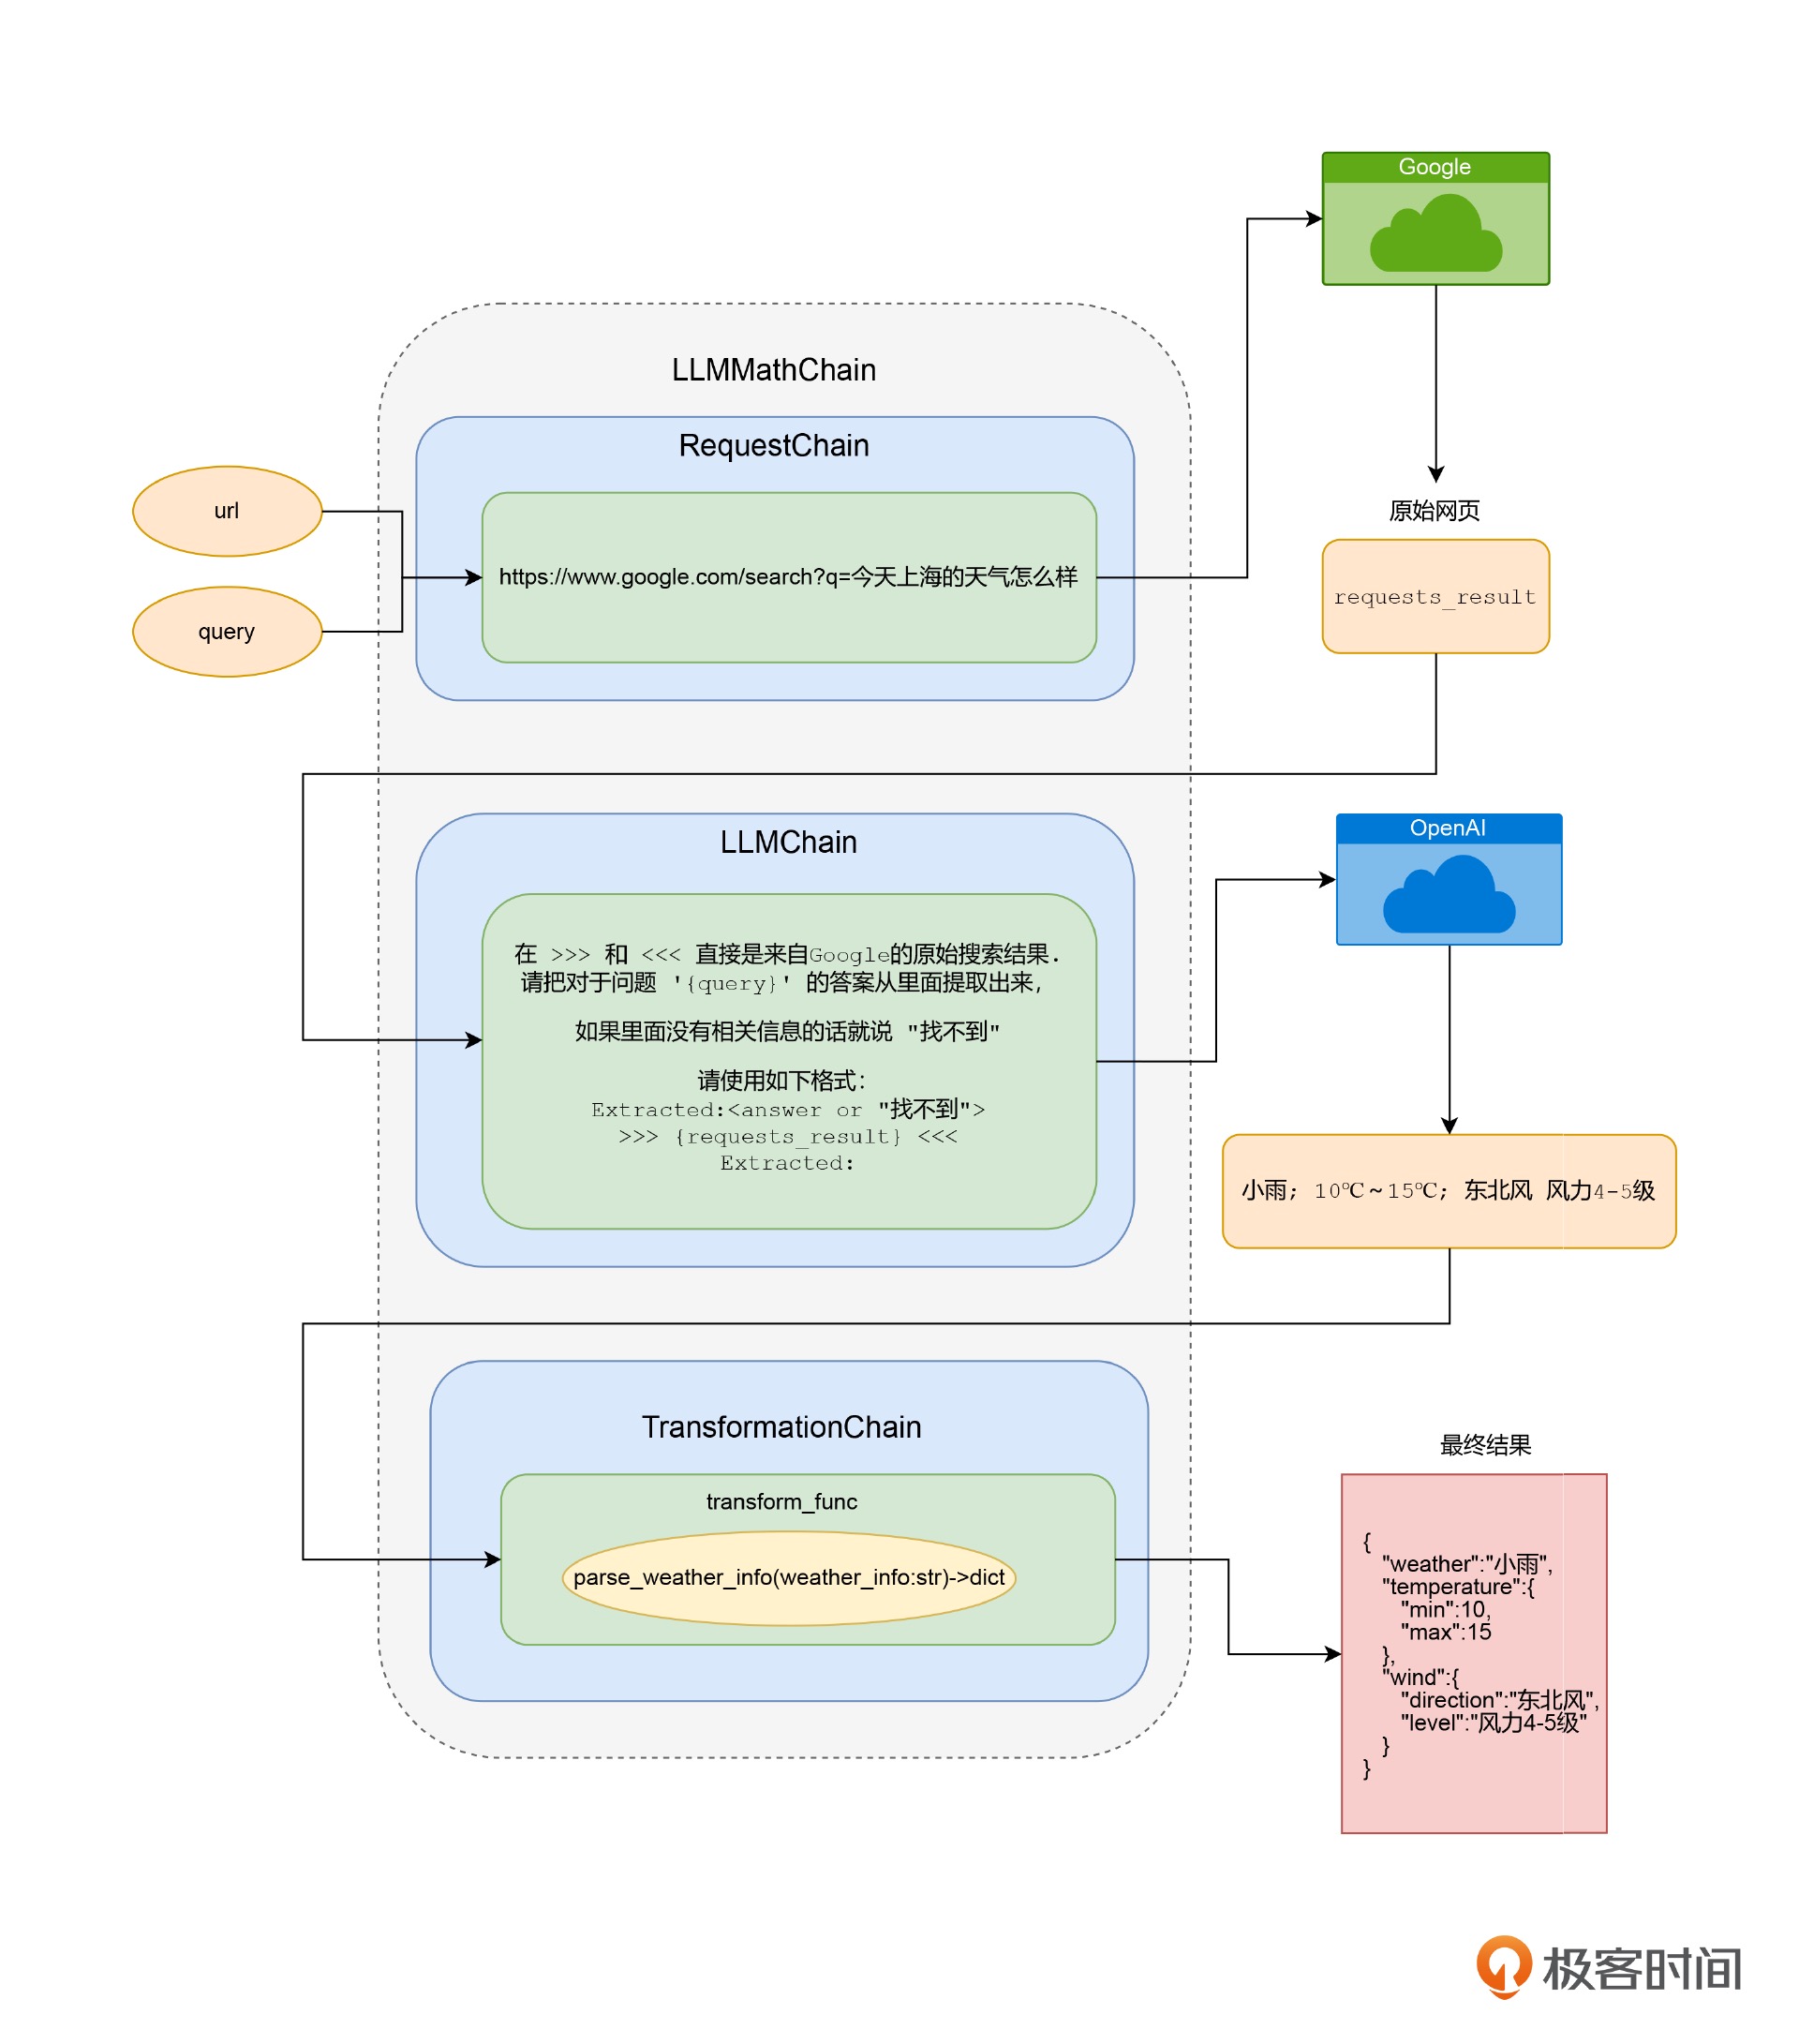 Google
LLMMathChain
RequestChain
url
query
https://www.google.com/search?q=今天上海的天气怎么样
原始网页
requests_result
LLMChain
在 >>> 和 <<< 直接是来自Google的原始搜索结果.
请把对于问题 '{query}' 的答案从里面提取出来,
如果里面没有相关信息的话就说 "找不到"
请使用如下格式:
Extracted:<answer or "找不到">
>>> {requests_result} <<<
Extracted:
OpenAI
小雨; 10℃~15℃; 东北风 风力4-5级
TransformationChain
transform_func
parse_weather_info(weather_info:str)->dict
最终结果
{
"weather":"小雨",
"temperature":{
"min":10,
"max":15
},
"wind":{
"direction":"东北风",
"level":"风力4-5级"
}
}
极客时间